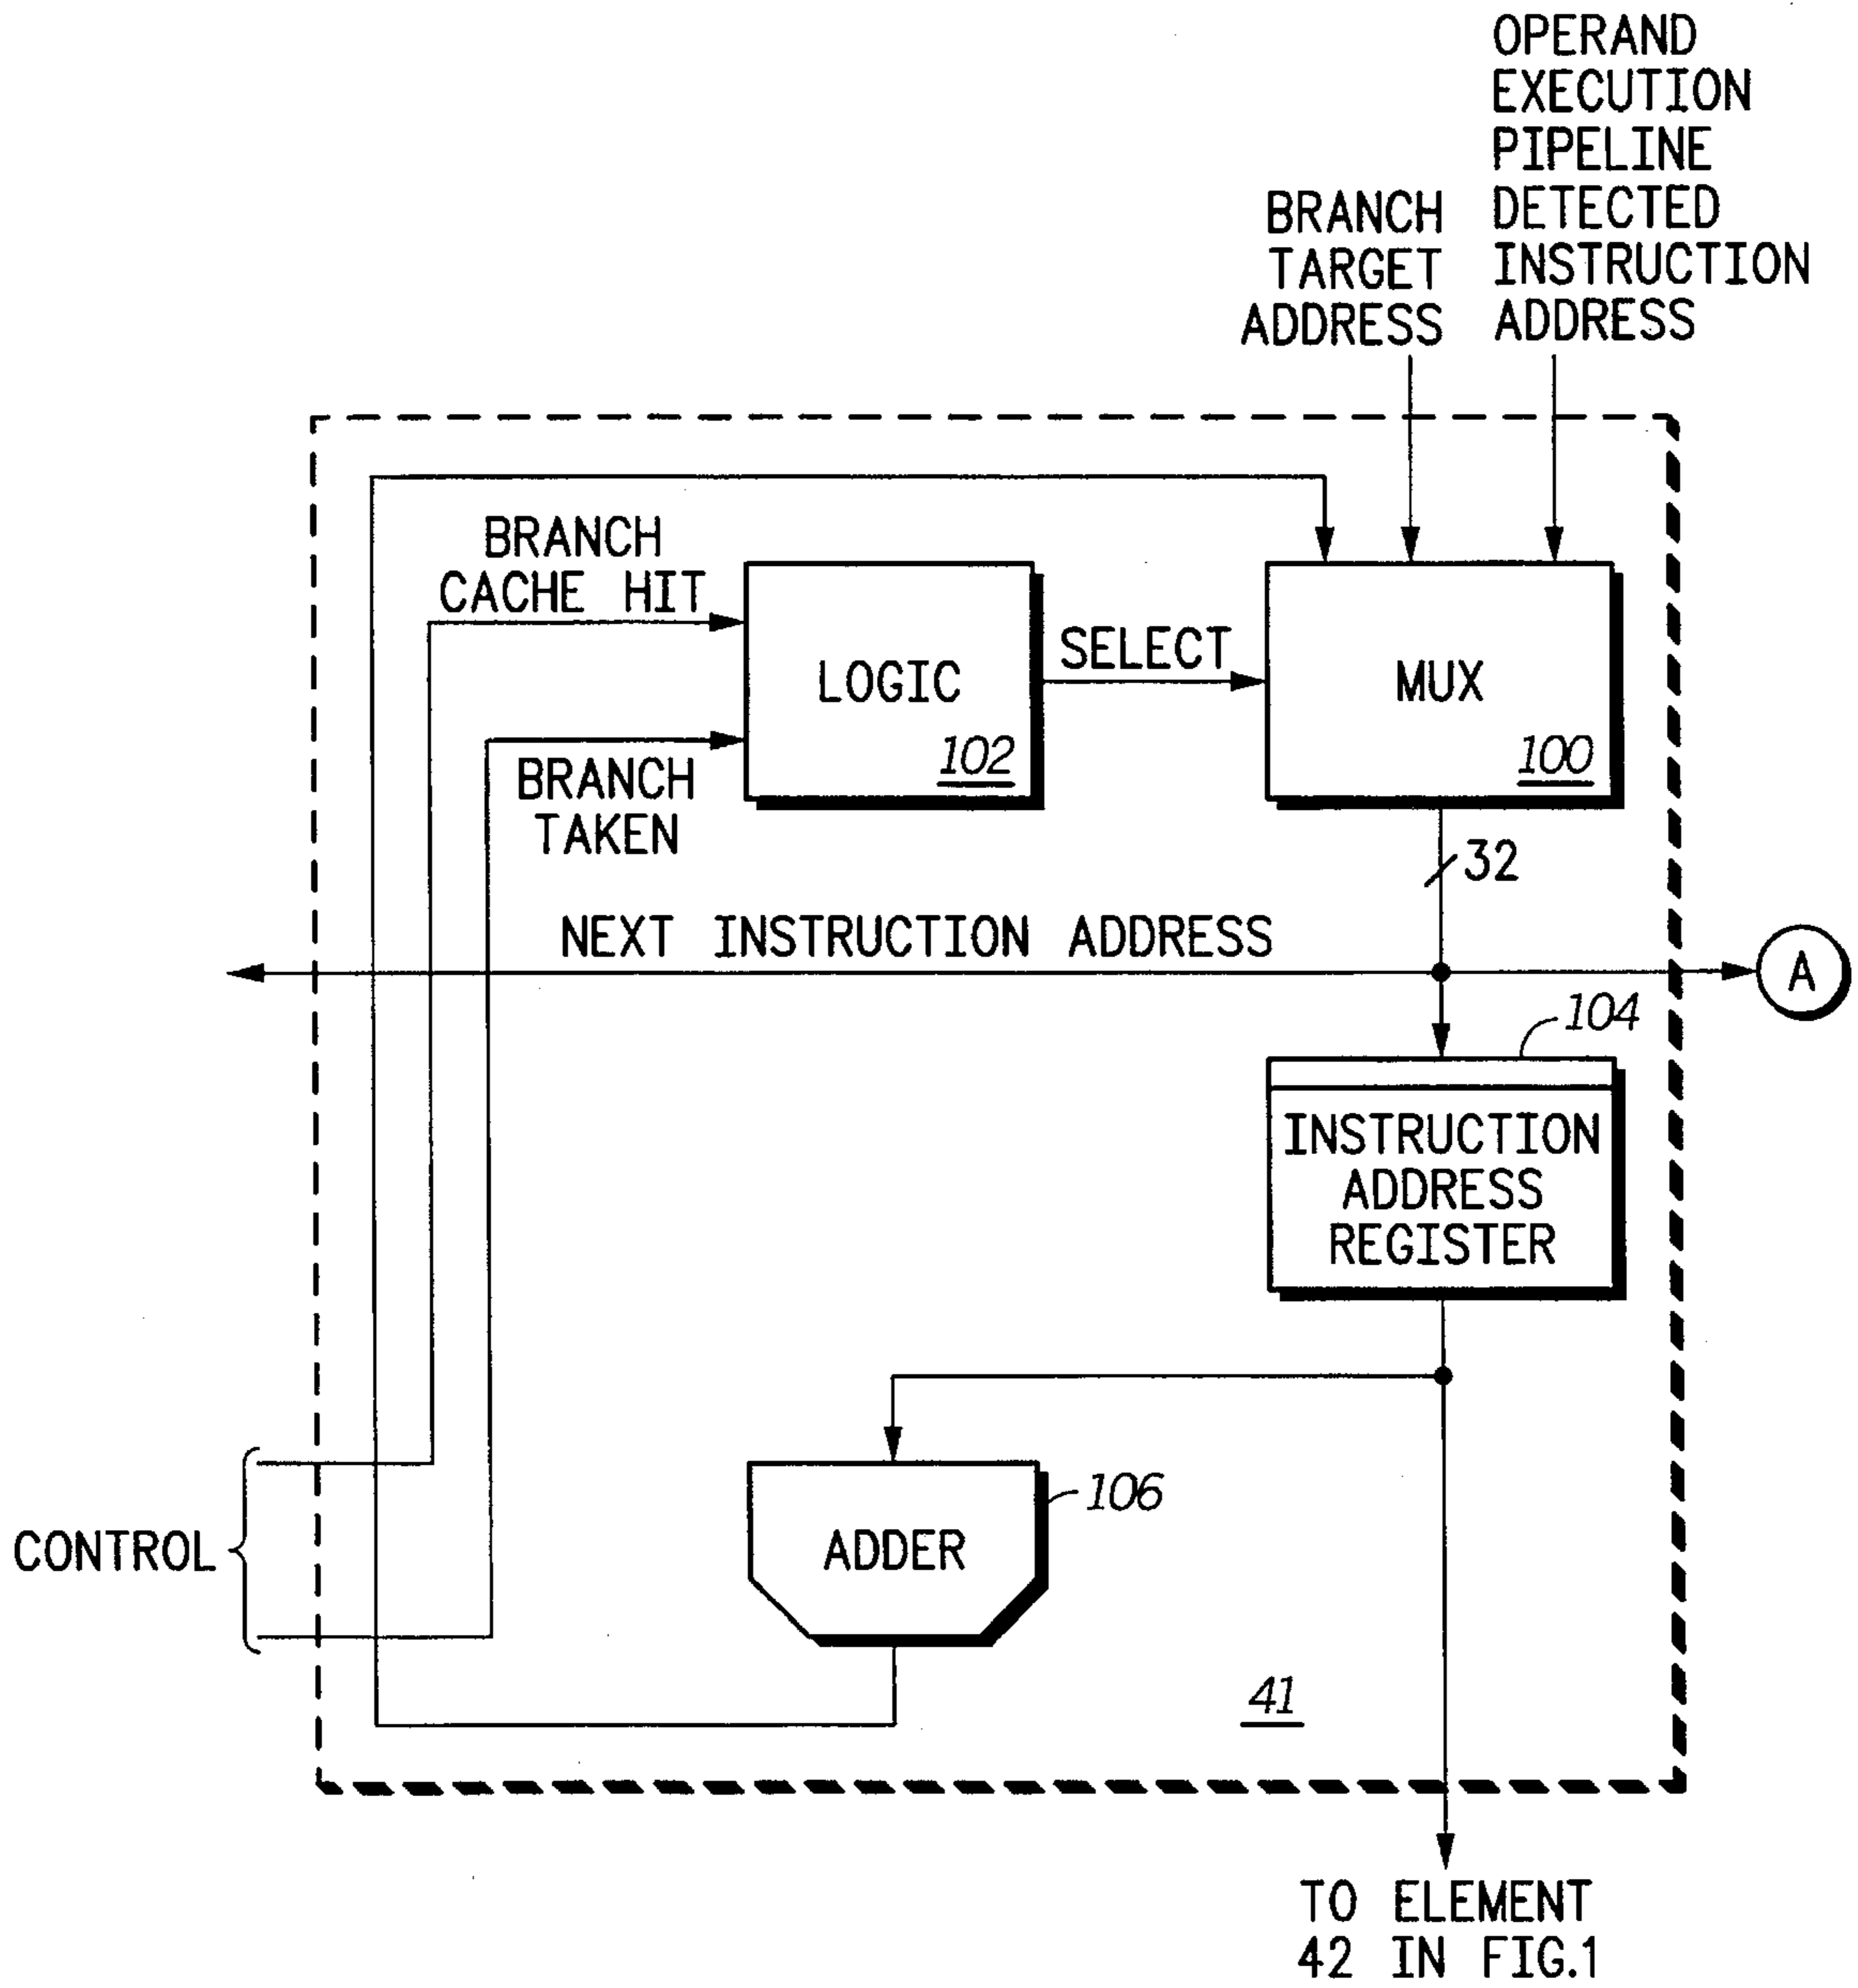 OPERAND
EXECUTION
PIPELINE
DETECTED
INSTRUCTION
ADDRESS
BRANCH
TARGET
ADDRESS
BRANCH
CACHE HIT
LOGIC
102
SELECT
MUX
100
BRANCH
TAKEN
32
NEXT INSTRUCTION ADDRESS
A
104
INSTRUCTION
ADDRESS
REGISTER
CONTROL
ADDER
106
41
TO ELEMENT
42 IN FIG.1